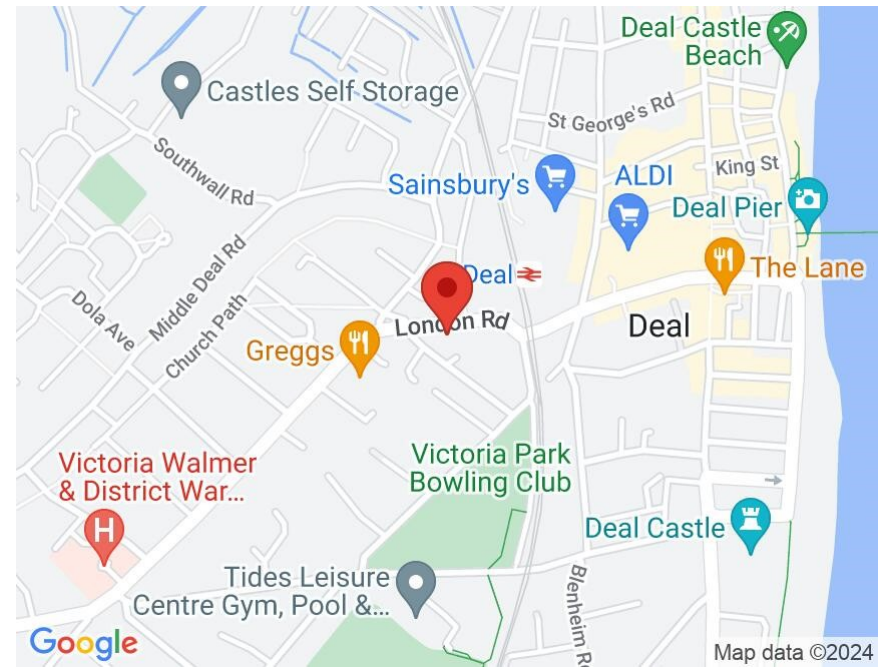 Deal Castle
Beach
Castles Self Storage
St George's Rd
Southwall Rd
King St
Sainsbury's
ALDI
Deal Pier
Middle Deal Rd
Deal
The Lane
Dola Ave
Church Path
London Rd
Deal
Greggs
Victoria Park
Bowling Club
Victoria Walmer
& District War...
H
Deal Castle
Tides Leisure
Centre Gym, Pool &...
Blenheim R
Google
Map data ©2024